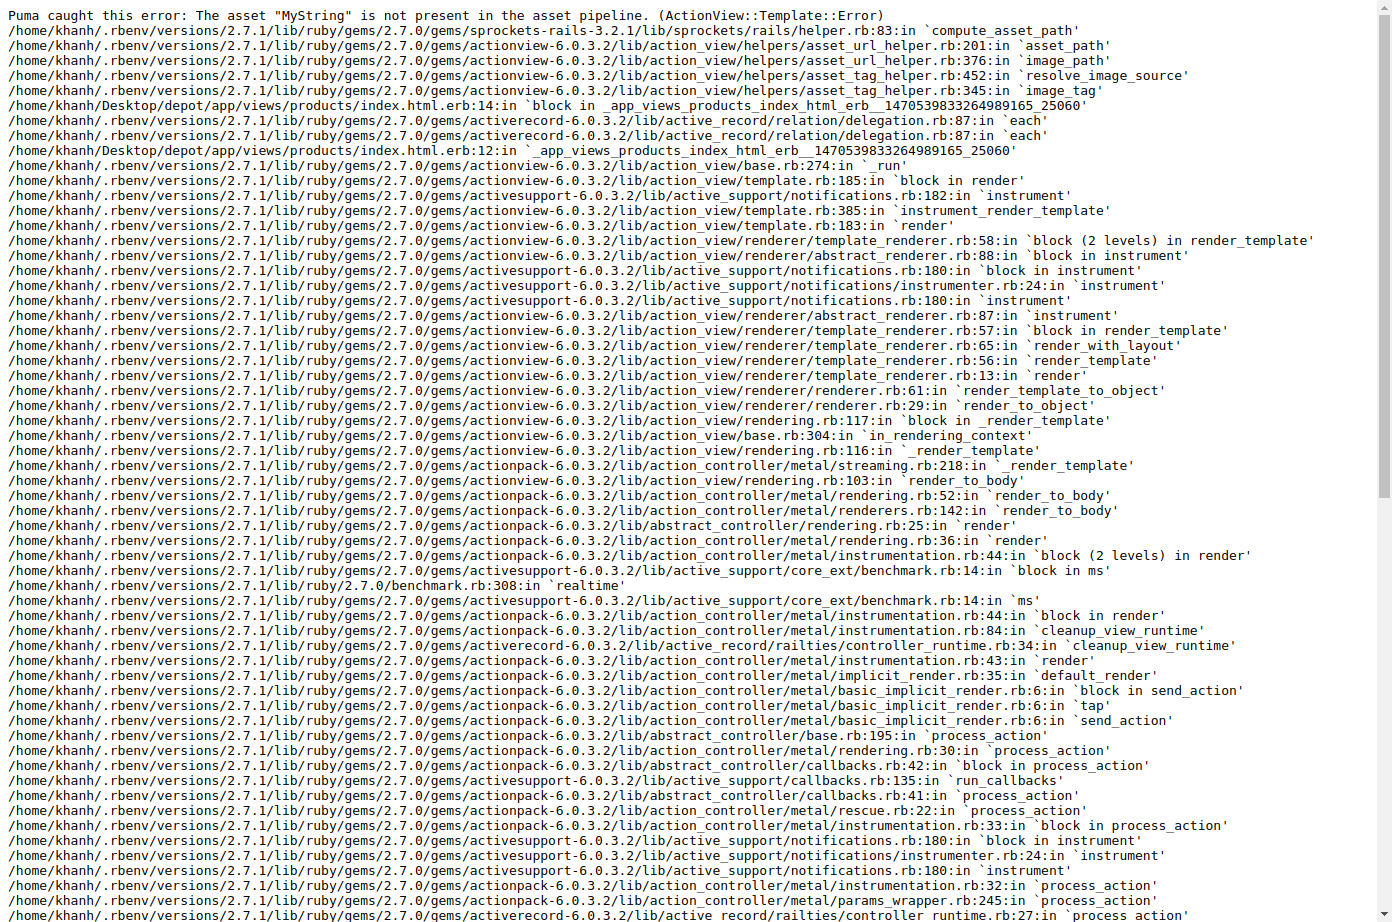 Puma caught this error: The asset "MyString" is not present in the asset pipeline. (ActionView::Template::Error)
/home/khanh/.rbenv/versions/2.7.1/lib/ruby/gems/2.7.0/gems/sprockets-rails-3.2.1/lib/sprockets/rails/helper.rb:83:in `compute_asset_path'
/home/khanh/.rbenv/versions/2.7.1/lib/ruby/gems/2.7.0/gems/actionview-6.0.3.2/lib/action_view/helpers/asset_url_helper.rb:201:in `asset_path'
/home/khanh/.rbenv/versions/2.7.1/lib/ruby/gems/2.7.0/gems/actionview-6.0.3.2/lib/action_view/helpers/asset_url_helper.rb:376:in `image_path'
/home/khanh/.rbenv/versions/2.7.1/lib/ruby/gems/2.7.0/gems/actionview-6.0.3.2/lib/action_view/helpers/asset_tag_helper.rb:452:in `resolve_image_source'
/home/khanh/.rbenv/versions/2.7.1/lib/ruby/gems/2.7.0/gems/actionview-6.0.3.2/lib/action_view/helpers/asset_tag_helper.rb:345:in `image_tag'
/home/khanh/Desktop/depot/app/views/products/index.html.erb:14:in `block in _app_views_products_index_html_erb__1470539833264989165_25060'
/home/khanh/.rbenv/versions/2.7.1/lib/ruby/gems/2.7.0/gems/activerecord-6.0.3.2/lib/active_record/relation/delegation.rb:87:in `each'
/home/khanh/.rbenv/versions/2.7.1/lib/ruby/gems/2.7.0/gems/activerecord-6.0.3.2/lib/active_record/relation/delegation.rb:87:in `each'
/home/khanh/Desktop/depot/app/views/products/index.html.erb:12:in `_app_views_products_index_html_erb__1470539833264989165_25060'
/home/khanh/.rbenv/versions/2.7.1/lib/ruby/gems/2.7.0/gems/actionview-6.0.3.2/lib/action_view/base.rb:274:in `_run'
/home/khanh/.rbenv/versions/2.7.1/lib/ruby/gems/2.7.0/gems/actionview-6.0.3.2/lib/action_view/template.rb:185:in `block in render'
/home/khanh/.rbenv/versions/2.7.1/lib/ruby/gems/2.7.0/gems/activesupport-6.0.3.2/lib/active_support/notifications.rb:182:in `instrument'
/home/khanh/.rbenv/versions/2.7.1/lib/ruby/gems/2.7.0/gems/actionview-6.0.3.2/lib/action_view/template.rb:385:in `instrument_render_template'
/home/khanh/.rbenv/versions/2.7.1/lib/ruby/gems/2.7.0/gems/actionview-6.0.3.2/lib/action_view/template.rb:183:in `render'
/home/khanh/.rbenv/versions/2.7.1/lib/ruby/gems/2.7.0/gems/actionview-6.0.3.2/lib/action_view/renderer/template_renderer.rb:58:in `block (2 levels) in render_template'
/home/khanh/.rbenv/versions/2.7.1/lib/ruby/gems/2.7.0/gems/actionview-6.0.3.2/lib/action_view/renderer/abstract_renderer.rb:88:in `block in instrument'
/home/khanh/.rbenv/versions/2.7.1/lib/ruby/gems/2.7.0/gems/activesupport-6.0.3.2/lib/active_support/notifications.rb:180:in `block in instrument'
/home/khanh/.rbenv/versions/2.7.1/lib/ruby/gems/2.7.0/gems/activesupport-6.0.3.2/lib/active_support/notifications/instrumenter.rb:24:in `instrument'
/home/khanh/.rbenv/versions/2.7.1/lib/ruby/gems/2.7.0/gems/activesupport-6.0.3.2/lib/active_support/notifications.rb:180:in `instrument'
/home/khanh/.rbenv/versions/2.7.1/lib/ruby/gems/2.7.0/gems/actionview-6.0.3.2/lib/action_view/renderer/abstract_renderer.rb:87:in `instrument'
/home/khanh/.rbenv/versions/2.7.1/lib/ruby/gems/2.7.0/gems/actionview-6.0.3.2/lib/action_view/renderer/template_renderer.rb:57:in `block in render_template'
/home/khanh/.rbenv/versions/2.7.1/lib/ruby/gems/2.7.0/gems/actionview-6.0.3.2/lib/action_view/renderer/template_renderer.rb:65:in `render_with_layout'
/home/khanh/.rbenv/versions/2.7.1/lib/ruby/gems/2.7.0/gems/actionview-6.0.3.2/lib/action_view/renderer/template_renderer.rb:56:in `render_template'
/home/khanh/.rbenv/versions/2.7.1/lib/ruby/gems/2.7.0/gems/actionview-6.0.3.2/lib/action_view/renderer/template_renderer.rb:13:in `render'
/home/khanh/.rbenv/versions/2.7.1/lib/ruby/gems/2.7.0/gems/actionview-6.0.3.2/lib/action_view/renderer/renderer.rb:61:in `render_template_to_object'
/home/khanh/.rbenv/versions/2.7.1/lib/ruby/gems/2.7.0/gems/actionview-6.0.3.2/lib/action_view/renderer/renderer.rb:29:in `render_to_object'
/home/khanh/.rbenv/versions/2.7.1/lib/ruby/gems/2.7.0/gems/actionview-6.0.3.2/lib/action_view/rendering.rb:117:in `block in _render_template'
/home/khanh/.rbenv/versions/2.7.1/lib/ruby/gems/2.7.0/gems/actionview-6.0.3.2/lib/action_view/base.rb:304:in `in_rendering_context'
/home/khanh/.rbenv/versions/2.7.1/lib/ruby/gems/2.7.0/gems/actionview-6.0.3.2/lib/action_view/rendering.rb:116:in `_render_template'
/home/khanh/.rbenv/versions/2.7.1/lib/ruby/gems/2.7.0/gems/actionpack-6.0.3.2/lib/action_controller/metal/streaming.rb:218:in `_render_template'
/home/khanh/.rbenv/versions/2.7.1/lib/ruby/gems/2.7.0/gems/actionview-6.0.3.2/lib/action_view/rendering.rb:103:in `render_to_body'
/home/khanh/.rbenv/versions/2.7.1/lib/ruby/gems/2.7.0/gems/actionpack-6.0.3.2/lib/action_controller/metal/rendering.rb:52:in `render_to_body'
/home/khanh/.rbenv/versions/2.7.1/lib/ruby/gems/2.7.0/gems/actionpack-6.0.3.2/lib/action_controller/metal/renderers.rb:142:in `render_to_body'
/home/khanh/.rbenv/versions/2.7.1/lib/ruby/gems/2.7.0/gems/actionpack-6.0.3.2/lib/abstract_controller/rendering.rb:25:in `render'
/home/khanh/.rbenv/versions/2.7.1/lib/ruby/gems/2.7.0/gems/actionpack-6.0.3.2/lib/action_controller/metal/rendering.rb:36:in `render'
/home/khanh/.rbenv/versions/2.7.1/lib/ruby/gems/2.7.0/gems/actionpack-6.0.3.2/lib/action_controller/metal/instrumentation.rb:44:in `block (2 levels) in render'
/home/khanh/.rbenv/versions/2.7.1/lib/ruby/gems/2.7.0/gems/activesupport-6.0.3.2/lib/active_support/core_ext/benchmark.rb:14:in `block in ms'
/home/khanh/.rbenv/versions/2.7.1/lib/ruby/2.7.0/benchmark.rb:308:in `realtime'
/home/khanh/.rbenv/versions/2.7.1/lib/ruby/gems/2.7.0/gems/activesupport-6.0.3.2/lib/active_support/core_ext/benchmark.rb:14:in `ms'
/home/khanh/.rbenv/versions/2.7.1/lib/ruby/gems/2.7.0/gems/actionpack-6.0.3.2/lib/action_controller/metal/instrumentation.rb:44:in `block in render'
/home/khanh/.rbenv/versions/2.7.1/lib/ruby/gems/2.7.0/gems/actionpack-6.0.3.2/lib/action_controller/metal/instrumentation.rb:84:in `cleanup_view_runtime'
/home/khanh/.rbenv/versions/2.7.1/lib/ruby/gems/2.7.0/gems/activerecord-6.0.3.2/lib/active_record/railties/controller_runtime.rb:34:in `cleanup_view_runtime'
/home/khanh/.rbenv/versions/2.7.1/lib/ruby/gems/2.7.0/gems/actionpack-6.0.3.2/lib/action_controller/metal/instrumentation.rb:43:in `render'
/home/khanh/.rbenv/versions/2.7.1/lib/ruby/gems/2.7.0/gems/actionpack-6.0.3.2/lib/action_controller/metal/implicit_render.rb:35:in `default_render'
/home/khanh/.rbenv/versions/2.7.1/lib/ruby/gems/2.7.0/gems/actionpack-6.0.3.2/lib/action_controller/metal/basic_implicit_render.rb:6:in `block in send_action'
/home/khanh/.rbenv/versions/2.7.1/lib/ruby/gems/2.7.0/gems/actionpack-6.0.3.2/lib/action_controller/metal/basic_implicit_render.rb:6:in `tap'
/home/khanh/.rbenv/versions/2.7.1/lib/ruby/gems/2.7.0/gems/actionpack-6.0.3.2/lib/action_controller/metal/basic_implicit_render.rb:6:in `send_action'
/home/khanh/.rbenv/versions/2.7.1/lib/ruby/gems/2.7.0/gems/actionpack-6.0.3.2/lib/abstract_controller/base.rb:195:in `process_action'
/home/khanh/.rbenv/versions/2.7.1/lib/ruby/gems/2.7.0/gems/actionpack-6.0.3.2/lib/action_controller/metal/rendering.rb:30:in `process_action'
/home/khanh/.rbenv/versions/2.7.1/lib/ruby/gems/2.7.0/gems/actionpack-6.0.3.2/lib/abstract_controller/callbacks.rb:42:in `block in process_action'
/home/khanh/.rbenv/versions/2.7.1/lib/ruby/gems/2.7.0/gems/activesupport-6.0.3.2/lib/active_support/callbacks.rb:135:in `run_callbacks'
/home/khanh/.rbenv/versions/2.7.1/lib/ruby/gems/2.7.0/gems/actionpack-6.0.3.2/lib/abstract_controller/callbacks.rb:41:in `process_action'
/home/khanh/.rbenv/versions/2.7.1/lib/ruby/gems/2.7.0/gems/actionpack-6.0.3.2/lib/action_controller/metal/rescue.rb:22:in `process_action'
/home/khanh/.rbenv/versions/2.7.1/lib/ruby/gems/2.7.0/gems/actionpack-6.0.3.2/lib/action_controller/metal/instrumentation.rb:33:in `block in process_action'
/home/khanh/.rbenv/versions/2.7.1/lib/ruby/gems/2.7.0/gems/activesupport-6.0.3.2/lib/active_support/notifications.rb:180:in `block in instrument'
/home/khanh/.rbenv/versions/2.7.1/lib/ruby/gems/2.7.0/gems/activesupport-6.0.3.2/lib/active_support/notifications/instrumenter.rb:24:in `instrument'
/home/khanh/.rbenv/versions/2.7.1/lib/ruby/gems/2.7.0/gems/activesupport-6.0.3.2/lib/active_support/notifications.rb:180:in `instrument'
/home/khanh/.rbenv/versions/2.7.1/lib/ruby/gems/2.7.0/gems/actionpack-6.0.3.2/lib/action_controller/metal/instrumentation.rb:32:in `process_action'
/home/khanh/.rbenv/versions/2.7.1/lib/ruby/gems/2.7.0/gems/actionpack-6.0.3.2/lib/action_controller/metal/params_wrapper.rb:245:in `process_action'
/home/khanh/.rbenv/versions/2.7.1/lib/ruby/gems/2.7.0/gems/activerecord-6.0.3.2/lib/active_record/railties/controller_runtime.rb:27:in `process_action'